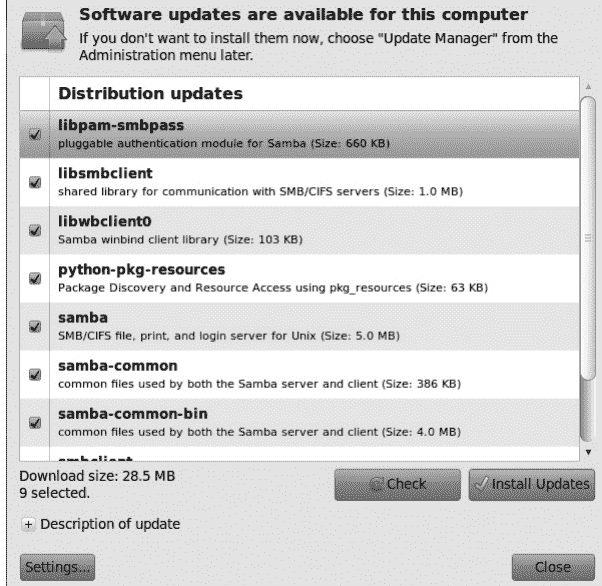 Software updates are available for this computer
If you don't want to install them now, choose "Update Manager" from the
Administration menu later.
Distribution updates
libpam-smbpass
pluggable authentication module for Samba (Size: 660 KB)
libsmbclient
shared library for communication with SMB/CIFS servers (Size: 1.0 MB)
libwbclient0
Samba winbind client library (Size: 103 KB)
python-pkg-resources
Package Discovery and Resource Access using pkg_resources (Size: 63 KB)
samba
SMB/CIFS file, print, and login server for Unix (Size: 5.0 MB)
samba-common
common files used by both the Samba server and client (Size: 386 KB)
samba-common-bin
common files used by both the Samba server and client (Size: 4.0 MB)
smbclient
Download size: 28.5 MB
9 selected.
Check
Install Updates
Description of update
Settings...
Close